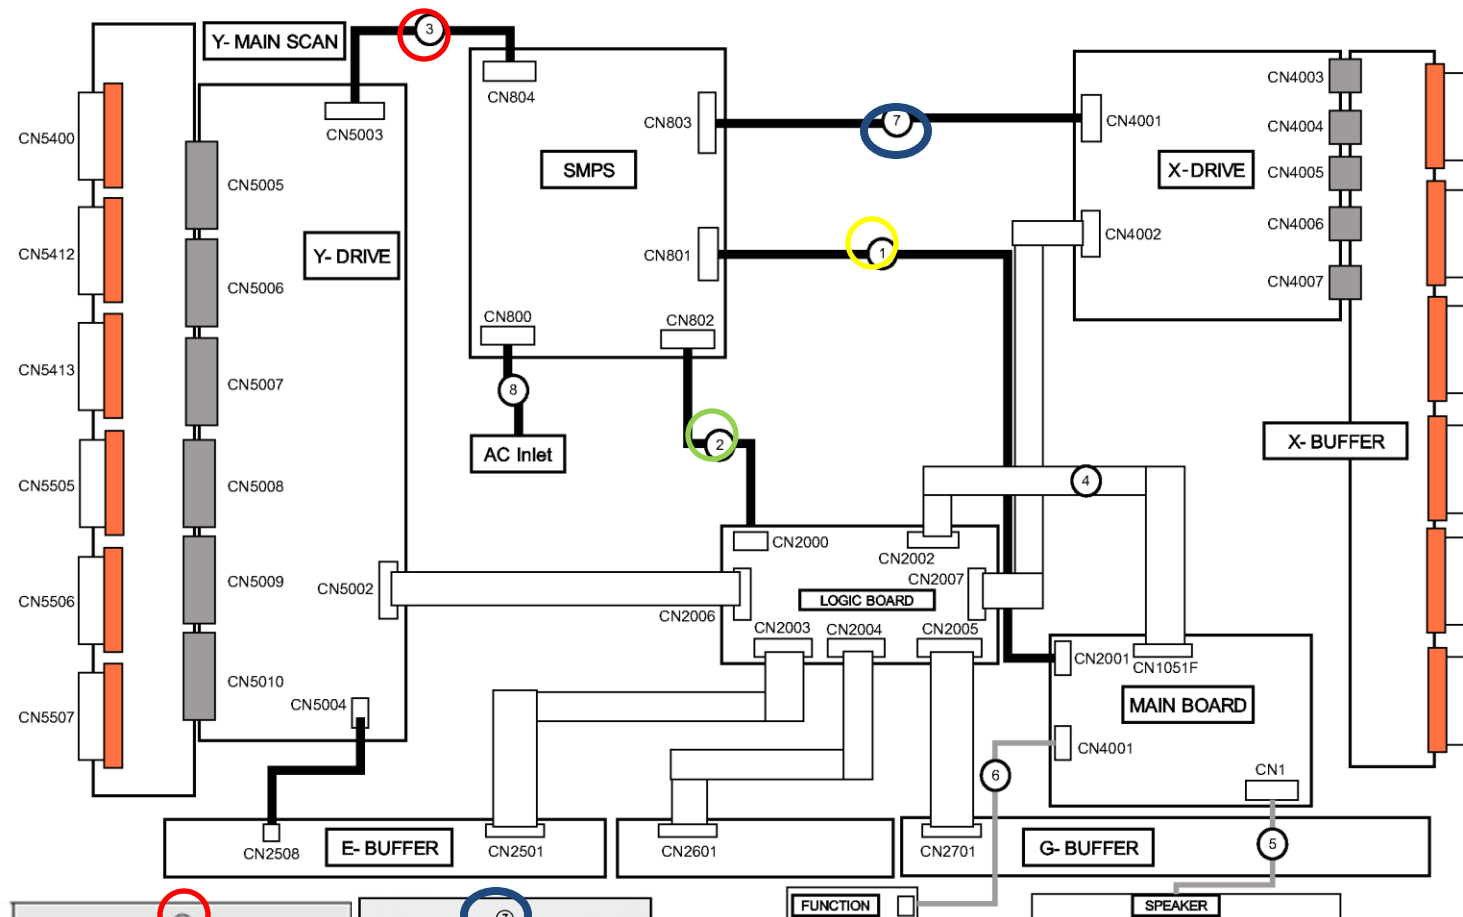 Y- MAIN SCAN
3
CN804
CN5003
CN803
7
CN4001
X-DRIVE
CN4003
CN4004
CN4005
CN4006
CN4007
CN4002
SMPS
CN801
1
CN800
CN802
8
AC Inlet
2
CN5400
CN5412
CN5413
CN5505
CN5506
CN5507
CN5005
CN5006
CN5007
CN5008
CN5009
CN5010
Y- DRIVE
CN5002
CN5004
X- BUFFER
4
CN2000
CN2002
CN2007
LOGIC BOARD
CN2006
CN2003
CN2004
CN2005
CN2001
CN1051F
MAIN BOARD
CN4001
6
CN1
5
CN2508
E- BUFFER
CN2501
CN2601
CN2701
G- BUFFER
FUNCTION
SPEAKER